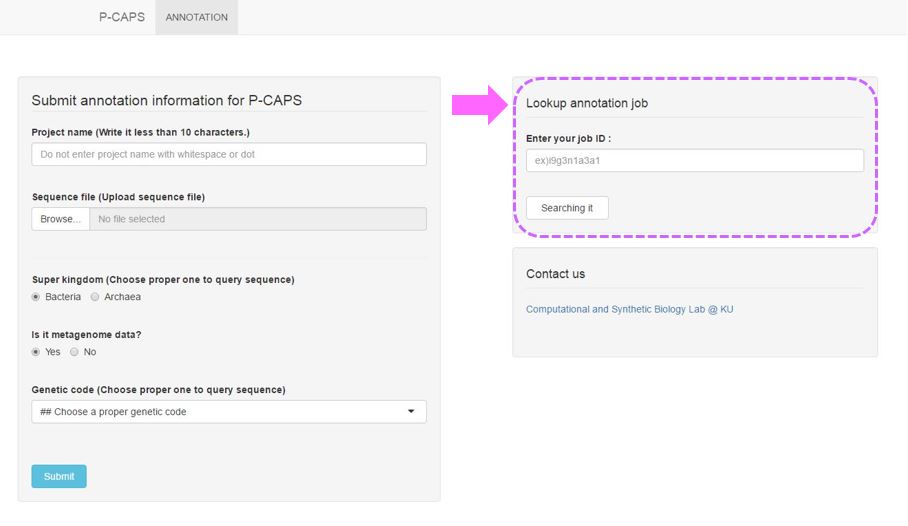 P-CAPS
ANNOTATION
Submit annotation information for P-CAPS
Project name (Write it less than 10 characters.)
Do not enter project name with whitespace or dot
Sequence file (Upload sequence file)
Browse... No file selected
Super kingdom (Choose proper one to query sequence)
Bacteria Archaea
Is it metagenome data?
Yes No
Genetic code (Choose proper one to query sequence)
## Choose a proper genetic code
Submit
Lookup annotation job
Enter your job ID :
ex)i9g3n1a3a1
Searching it
Contact us
Computational and Synthetic Biology Lab @ KU